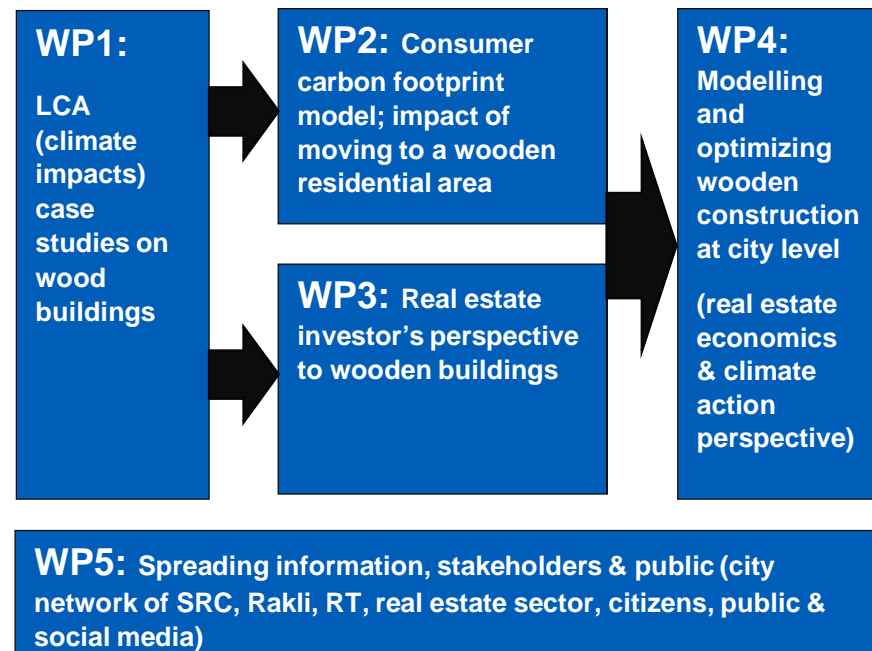 WP1:
LCA
(climate
impacts)
case
studies on
wood
buildings
WP2: Consumer
carbon footprint
model; impact of
moving to a wooden
residential area
WP3: Real estate
investor’s perspective
to wooden buildings
WP4:
Modelling
and
optimizing
wooden
construction
at city level
(real estate
economics
& climate
action
perspective)
WP5: Spreading information, stakeholders & public (city
network of SRC, Rakli, RT, real estate sector, citizens, public &
social media)